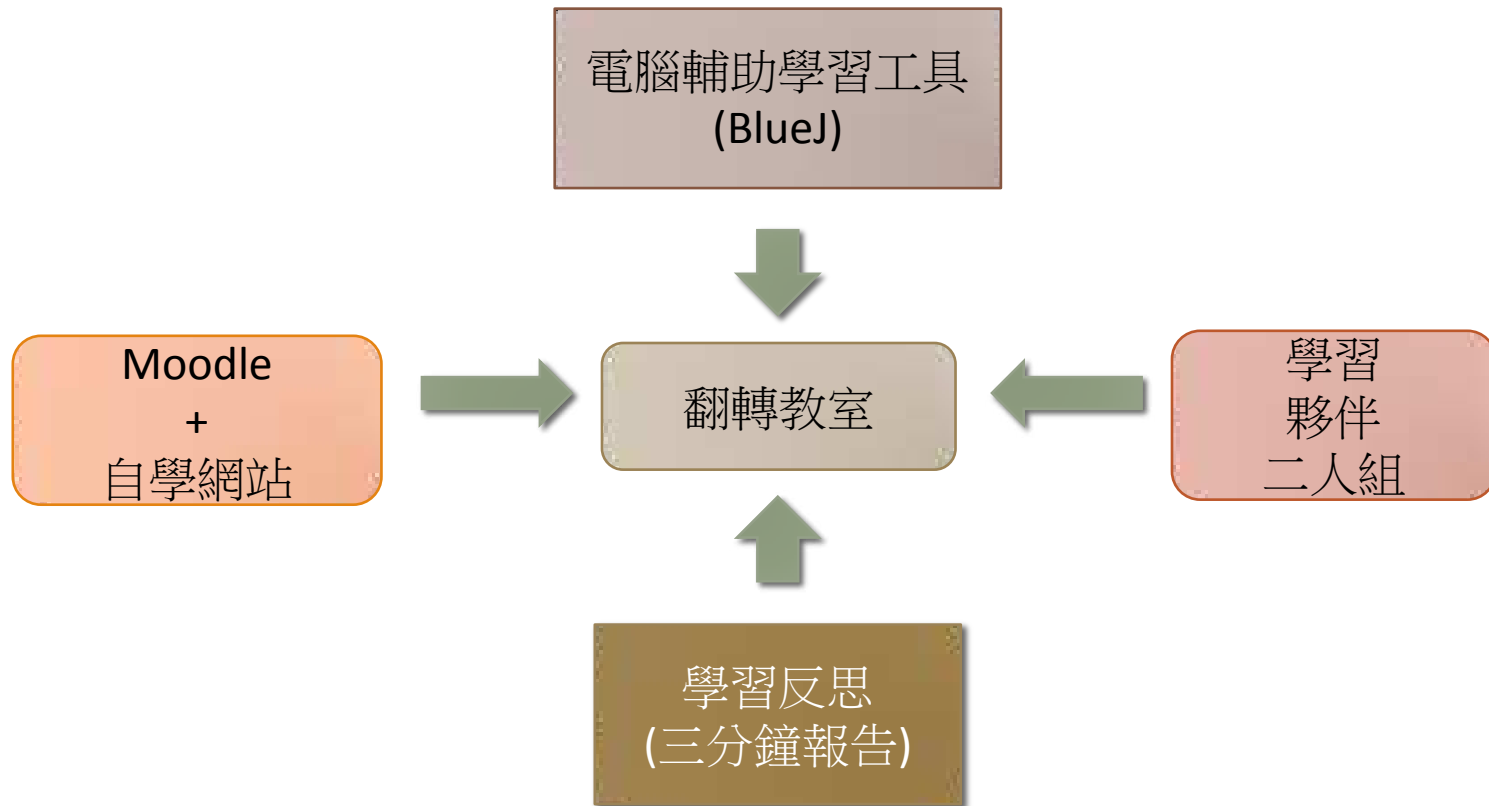 電腦輔助學習工具
(BlueJ)
Moodle
+
自學網站
翻轉教室
學習
夥伴
二人組
學習反思
(三分鐘報告)